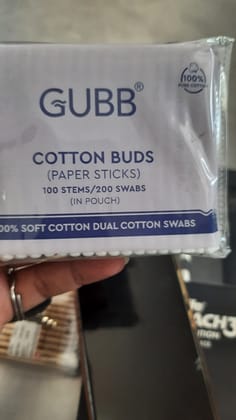 GUBB®
100%
PURE COTTON
COTTON BUDS
(PAPER STICKS)
100 STEMS/200 SWABS
(IN POUCH)
00% SOFT COTTON DUAL COTTON SWABS
ACH3